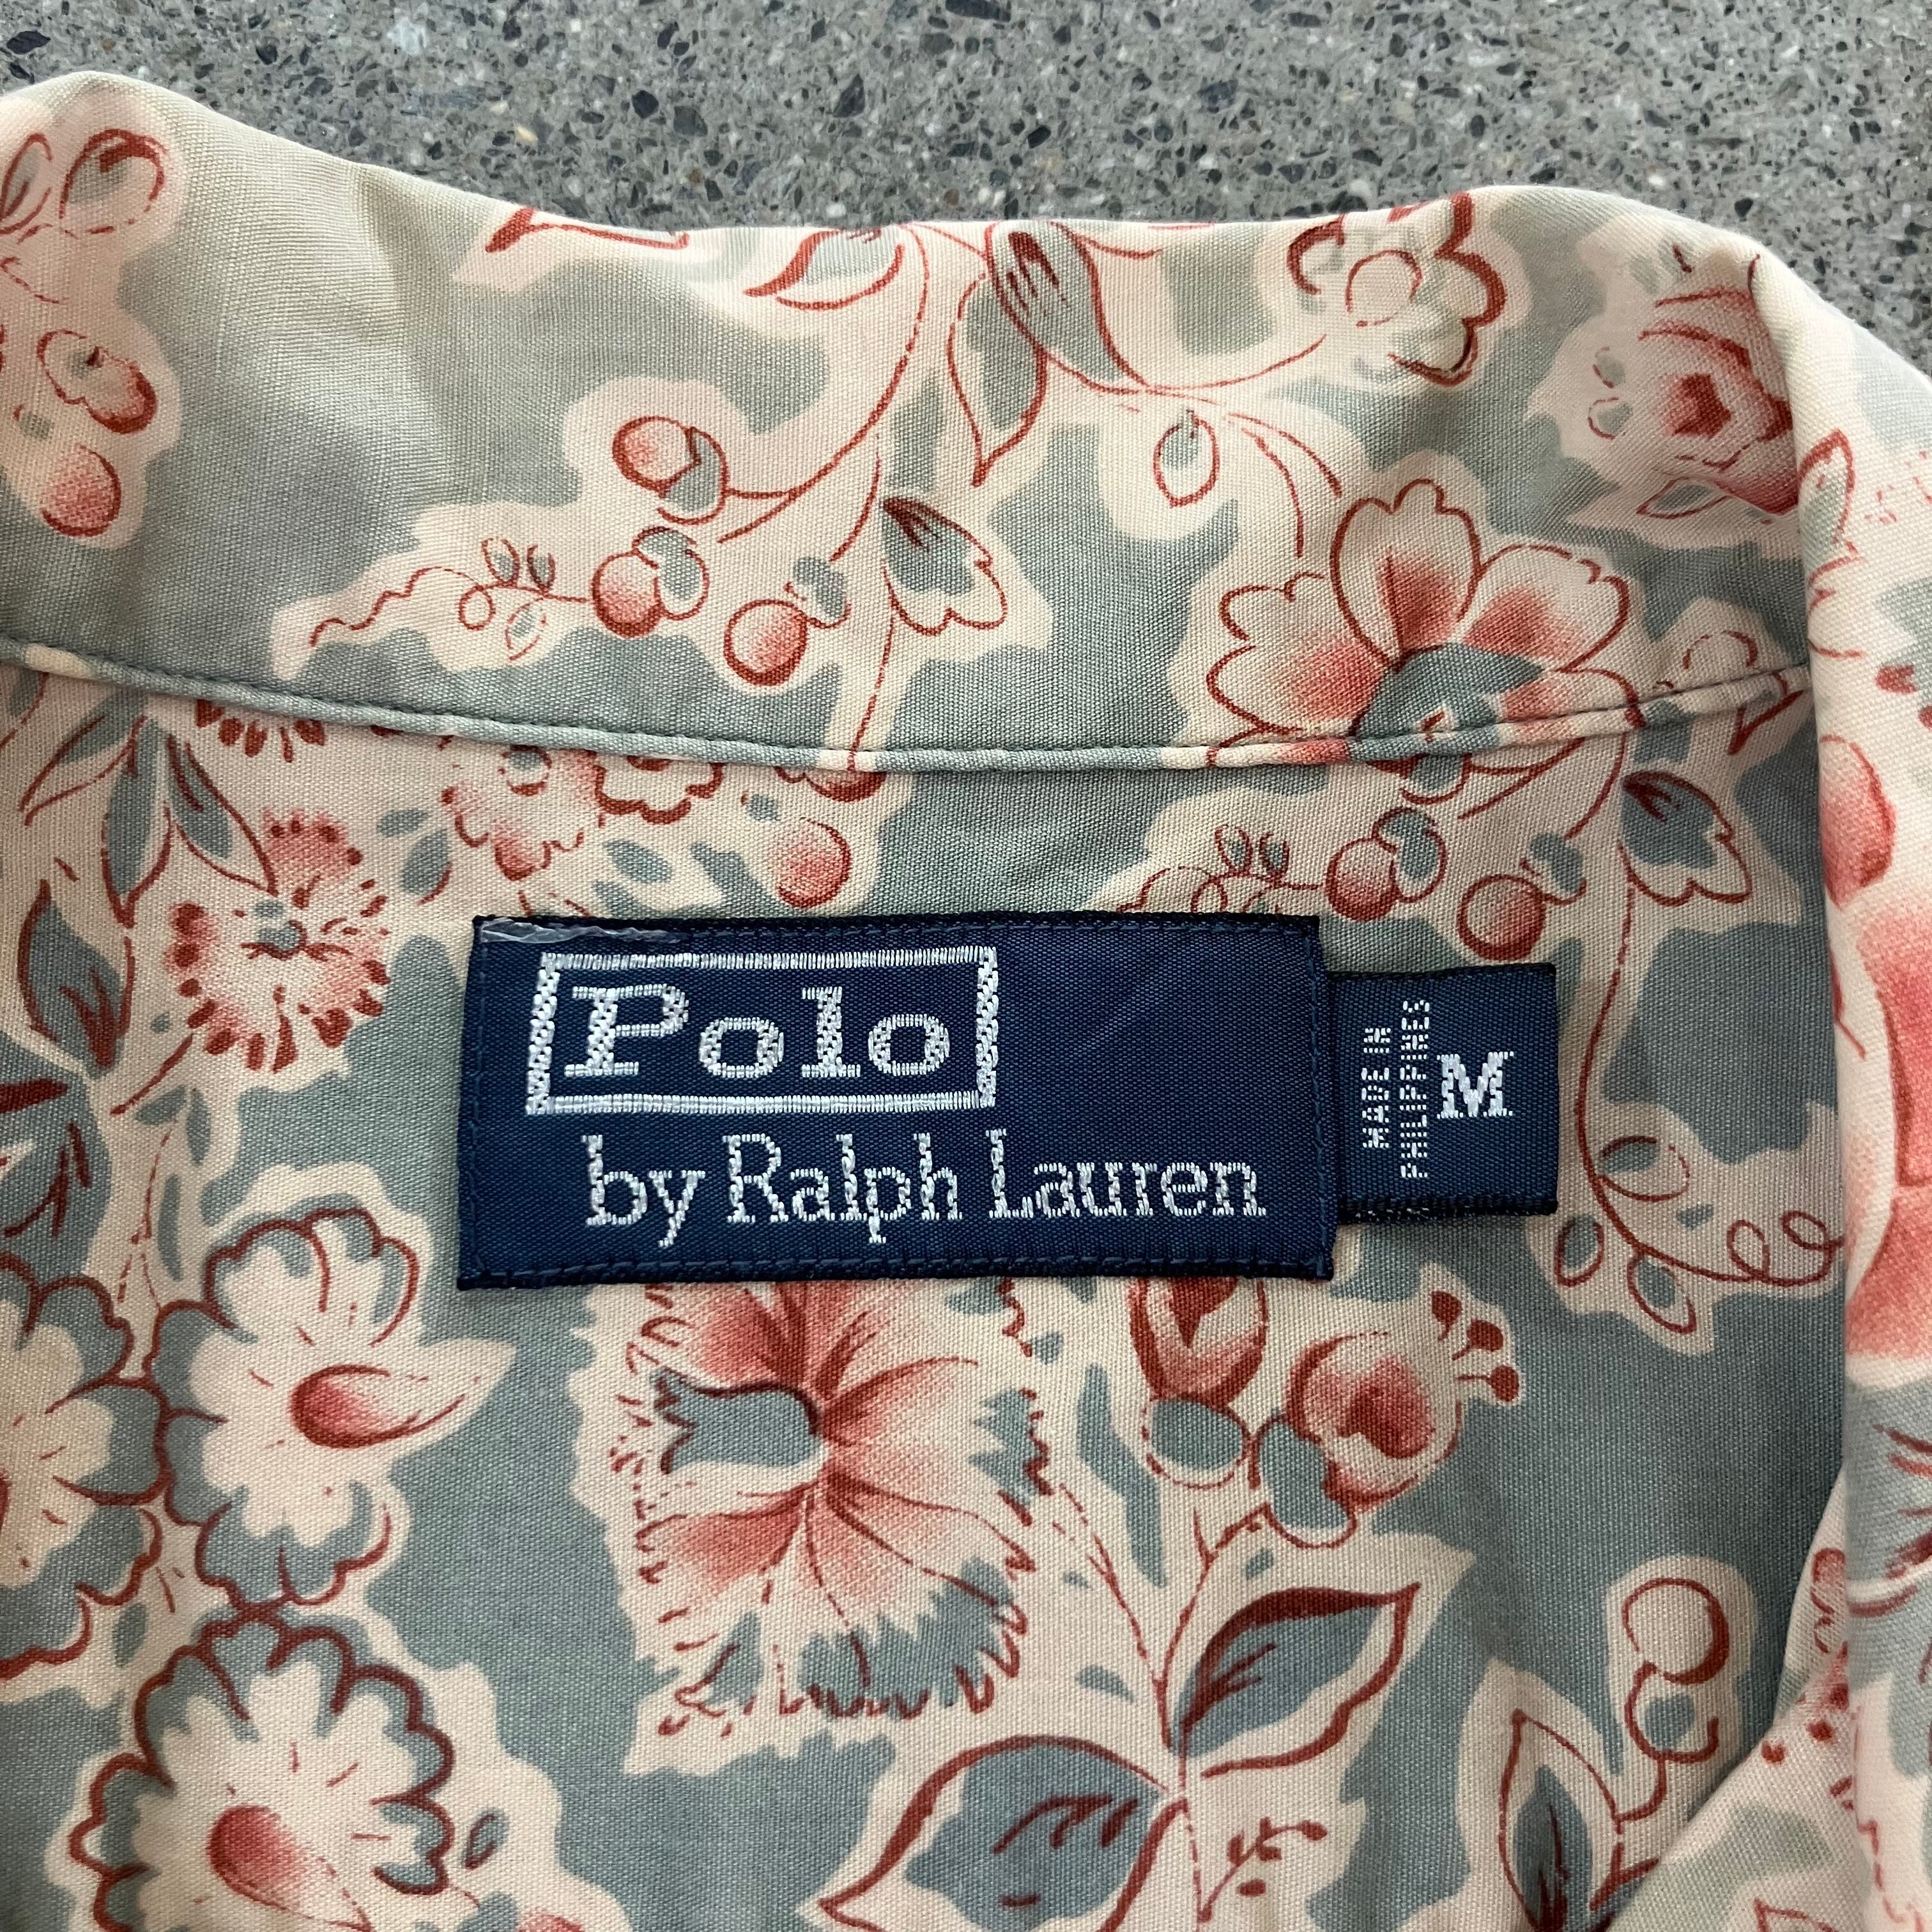 Polo
by Ralph Lauren
MADE IN
PHILIPPINES
M